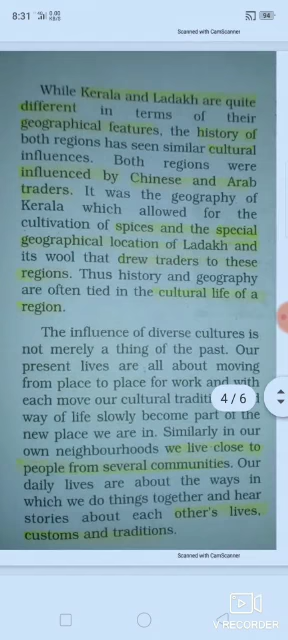 8:31
0.00
KB/S
94
Scanned with CamScanner
While Kerala and Ladakh are quite
different in terms of their
geographical features, the history of
both regions has seen similar cultural
influences. Both regions were
influenced by Chinese and Arab
traders. It was the geography of
Kerala which allowed for the
cultivation of spices and the special
geographical location of Ladakh and
its wool that drew traders to these
regions. Thus history and geography
are often tied in the cultural life of a
region.
The influence of diverse cultures is
not merely a thing of the past. Our
present lives are all about moving
from place to place for work and with
each move our cultural traditi
4 / 6
way of life slowly become part of the
new place we are in. Similarly in our
own neighbourhoods we live close to
people from several communities. Our
daily lives are about the ways in
which we do things together and hear
stories about each other's lives,
customs and traditions.
Scanned with CamScanner
V RECORDER